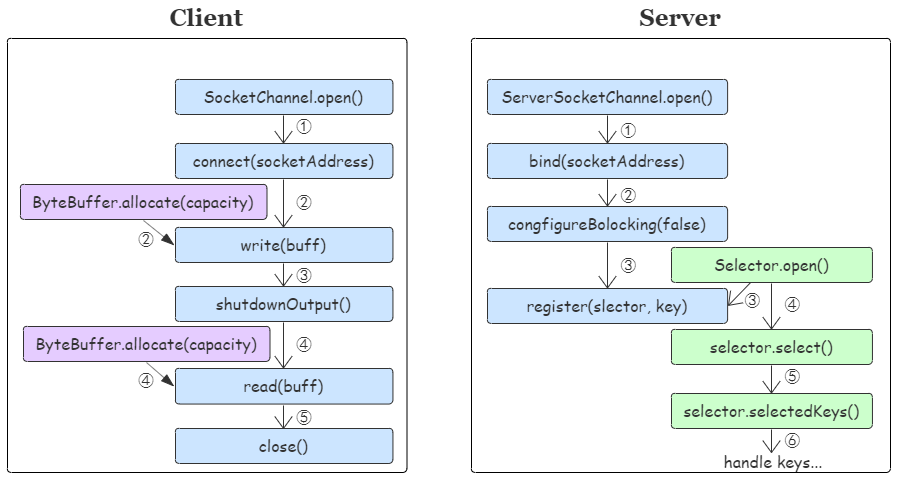 Client
SocketChannel.open()
①
connect(socketAddress)
②
ByteBuffer.allocate(capacity)
②
write(buff)
③
shutdownOutput()
④
ByteBuffer.allocate(capacity)
④
read(buff)
⑤
close()
Server
ServerSocketChannel.open()
①
bind(socketAddress)
②
congfigureBolocking(false)
③
Selector.open()
③
④
register(slector, key)
selector.select()
⑤
selector.selectedKeys()
⑥
handle keys...